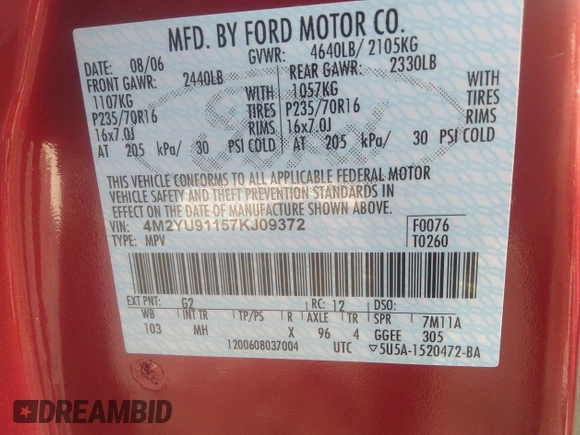 MFD. BY FORD MOTOR CO.
DATE: 08/06 GVWR: 4640LB/ 2105KG
FRONT GAWR: 2440LB REAR GAWR: 2330LB
1107KG WITH 1057KG WITH
P235/70R16 TIRES P235/70R16 TIRES
16x7.0J RIMS 16x7.0J RIMS
AT 205 kPa/ 30 PSI COLD AT 205 kPa/ 30 PSI COLD
THIS VEHICLE CONFORMS TO ALL APPLICABLE FEDERAL MOTOR
VEHICLE SAFETY AND THEFT PREVENTION STANDARDS IN
EFFECT ON THE DATE OF MANUFACTURE SHOWN ABOVE.
VIN: 4M2YU91157KJ09372 F0076
TYPE: MPV T0260
EXT PNT: G2 RC: 12 DSO:
WB INT TR TP/PS R AXLE TR SPR 7M11A
103 MH X 96 4 GGEE 305
1200608037004 UTC ▽5U5A-1520472-BA
DREAMBID